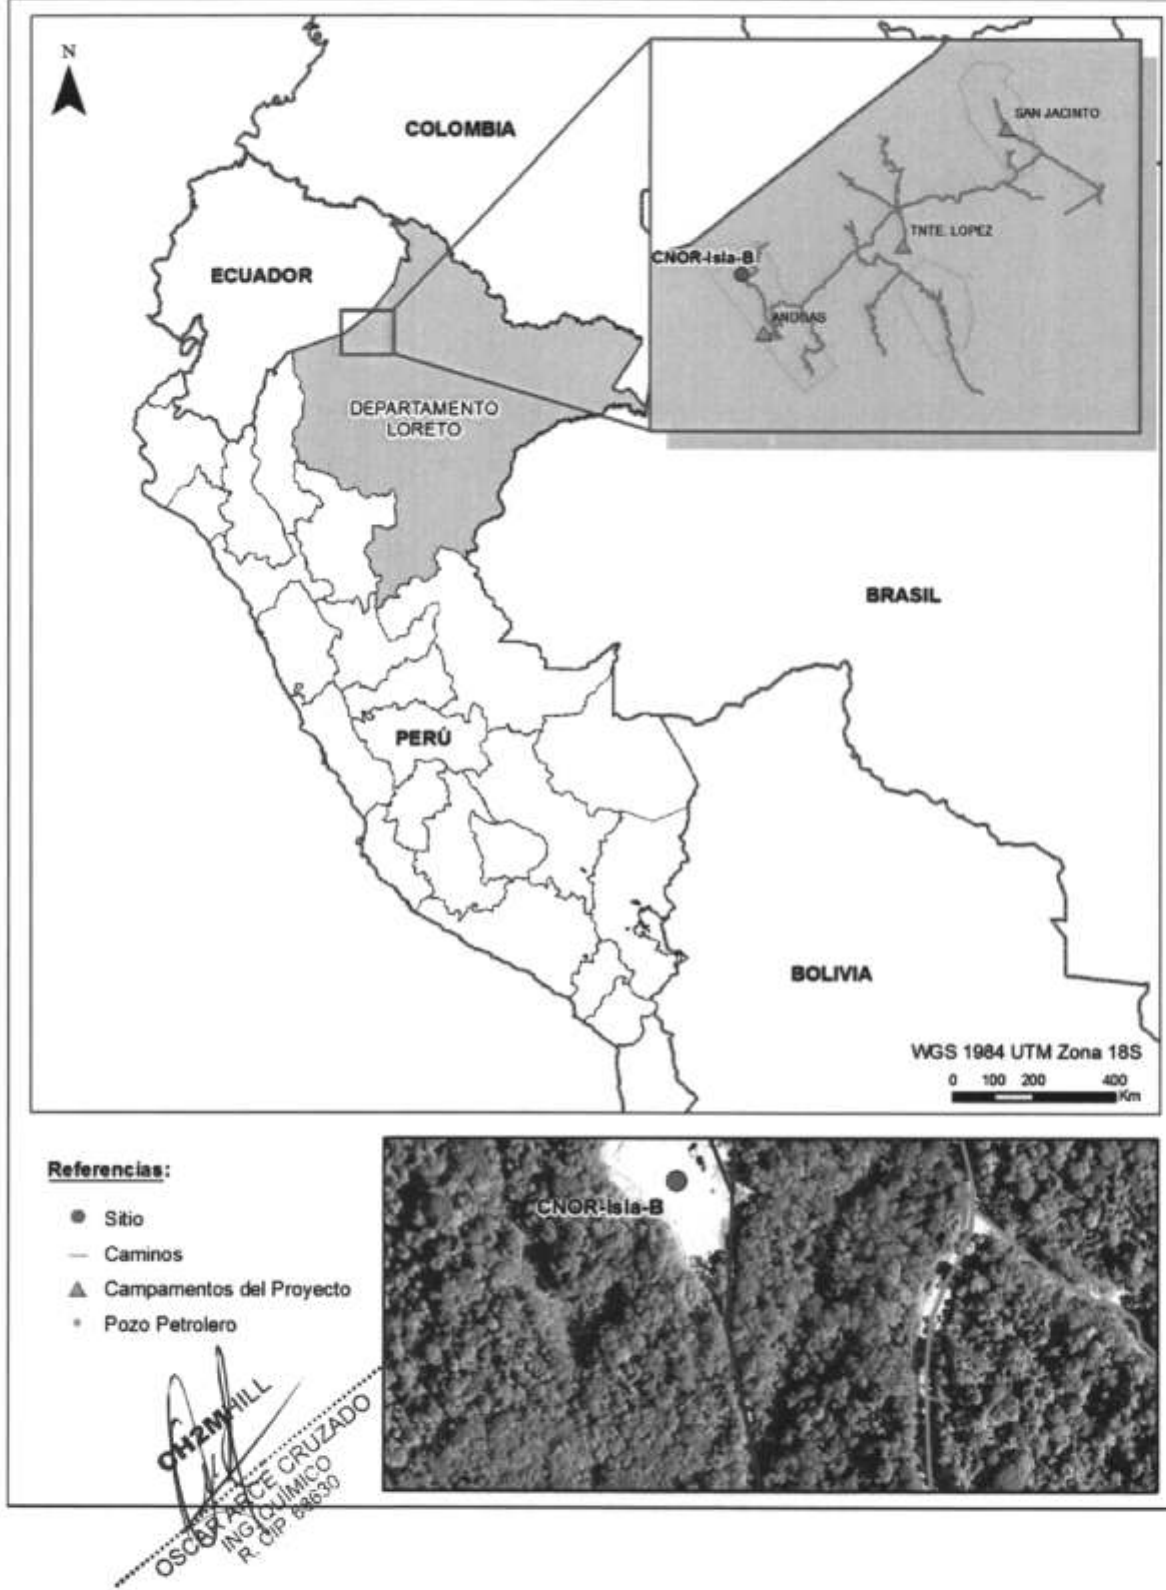 N
COLOMBIA
SAN JACINTO
TNTE. LOPEZ
CNOR-Isla-B
ANDOAS
ECUADOR
DEPARTAMENTO
LORETO
BRASIL
PERÚ
BOLIVIA
WGS 1984 UTM Zona 18S
0 100 200 400
Km
Referencias:
Sitio
Caminos
Campamentos del Proyecto
Pozo Petrolero
CNOR-Isla-B
CH2MHILL
OSCAR ARCE CRUZADO
ING. QUÍMICO
R. CIP. 68630